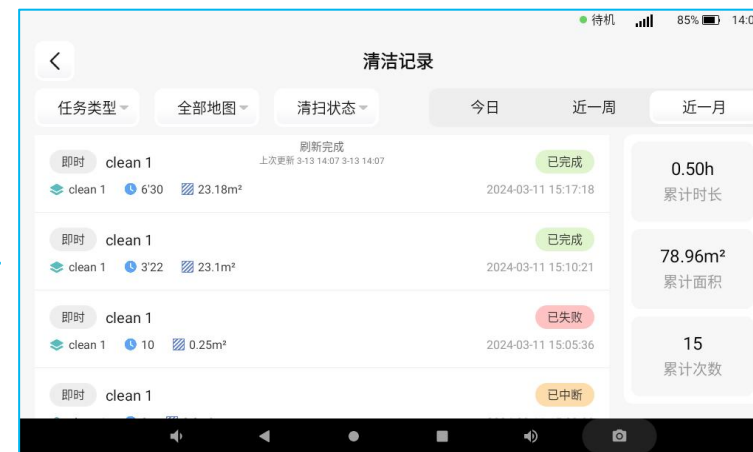 待机 85% 14:0
清洁记录
任务类型 全部地图 清扫状态 今日 近一周 近一月
刷新完成
上次更新 3-13 14:07 3-13 14:07
即时 clean 1 已完成
clean 1 6'30 23.18m² 2024-03-11 15:17:18
即时 clean 1 已完成
clean 1 3'22 23.1m² 2024-03-11 15:10:21
即时 clean 1 已失败
clean 1 10 0.25m² 2024-03-11 15:05:36
即时 clean 1 已中断
0.50h
累计时长
78.96m²
累计面积
15
累计次数